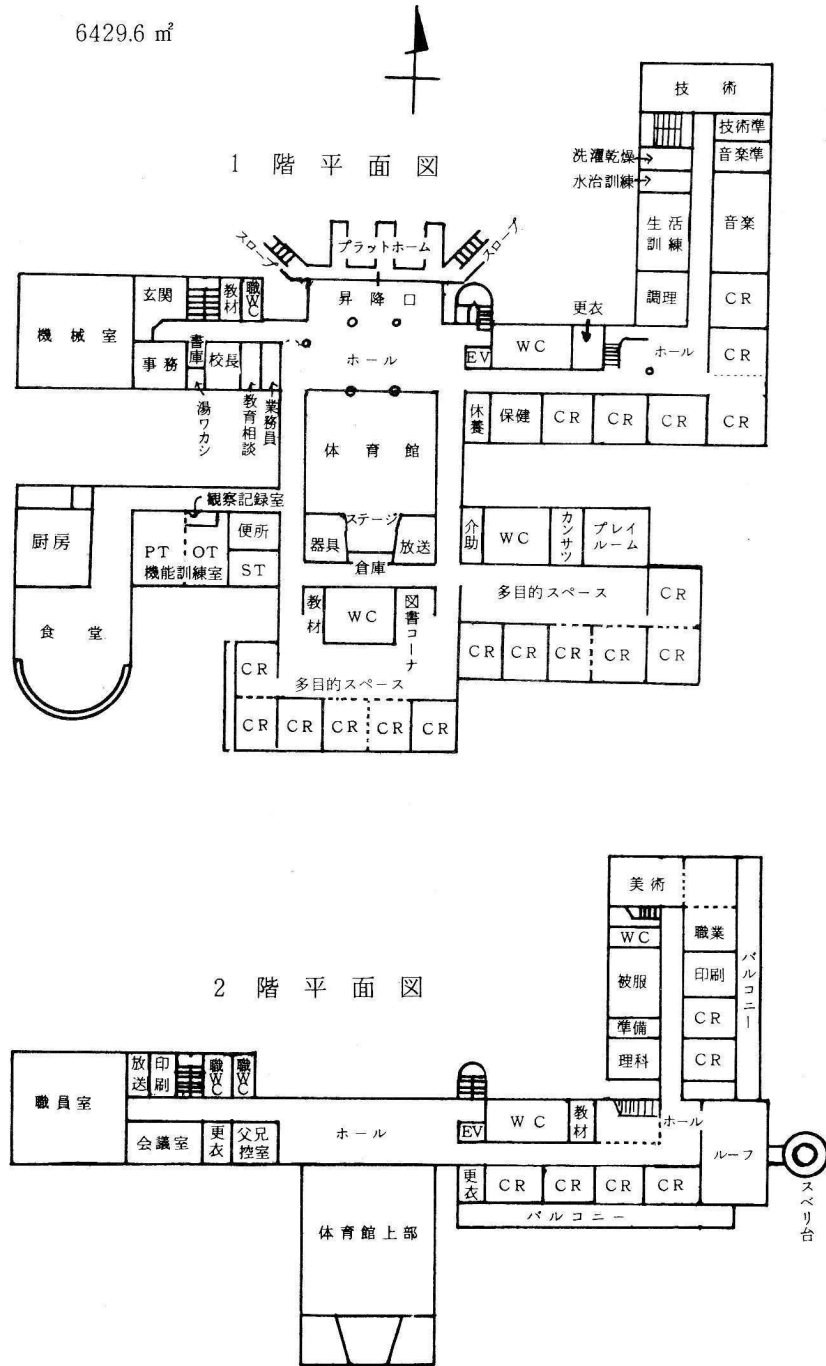 6429.6 ㎡
1階平面図
技術
技術準
洗濯乾燥
音楽準
水治訓練
生活訓練
音楽
スロープ
プラットホーム
スロープ
玄関
教材
職WC
昇降口
調理
CR
機械室
更衣
書庫
EV
WC
ホール
CR
事務
校長
ホール
湯ワカシ
教育相談
業務員
休養
保健
CR
CR
CR
CR
体育館
観察記録室
ステージ
厨房
PT
OT
機能訓練室
便所
器具
放送
介助
WC
カンサツ
プレイルーム
ST
倉庫
多目的スペース
CR
食堂
教材
WC
図書コーナ
CR
CR
CR
CR
CR
CR
多目的スペース
CR
CR
CR
CR
CR
美術
WC
職業
バルコニー
2階平面図
被服
印刷
準備
CR
理科
CR
放送
印刷
職WC
職WC
職員室
会議室
更衣
父兄控室
ホール
EV
WC
教材
ホール
ルーフ
更衣
CR
CR
CR
CR
スベリ台
バルコニー
体育館上部